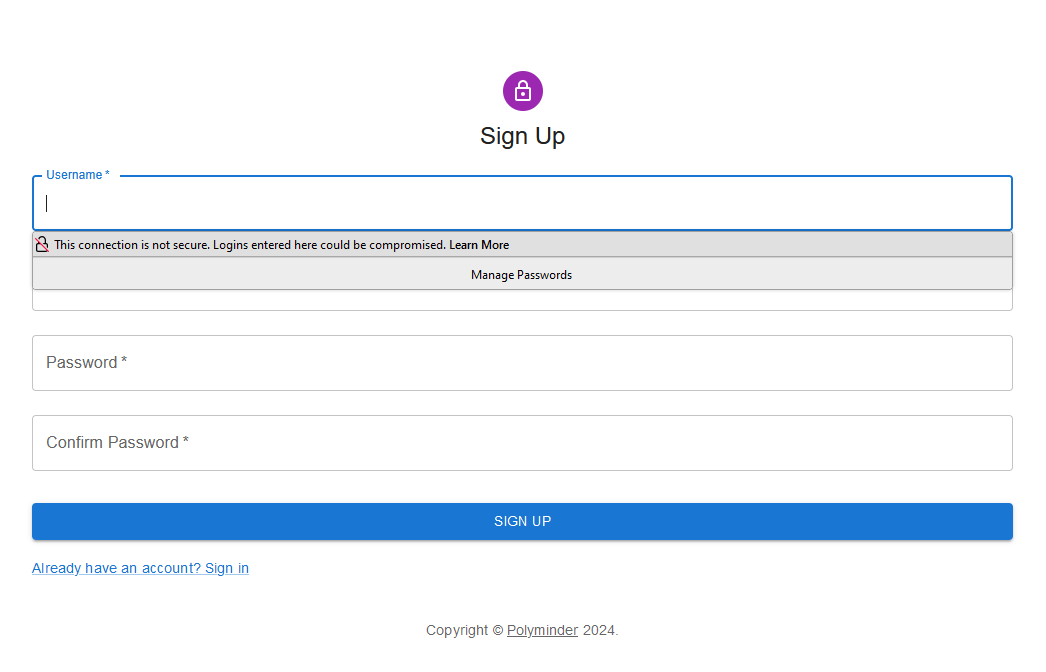 Sign Up
Username *
This connection is not secure. Logins entered here could be compromised. Learn More
Manage Passwords
Password *
Confirm Password *
SIGN UP
Already have an account? Sign in
Copyright © Polyminder 2024.